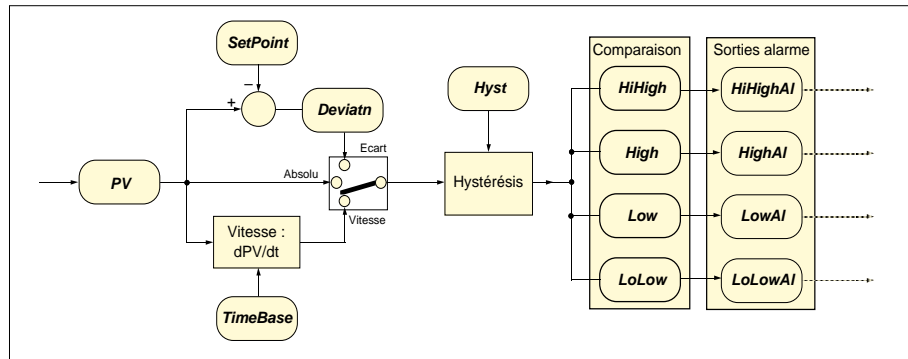 SetPoint
Comparaison
Sorties alarme
−
+
Deviatn
Hyst
HiHigh
HiHighAl
Ecart
High
HighAl
PV
Absolu
Hystérésis
Vitesse
Low
LowAl
Vitesse :
dPV/dt
LoLow
LoLowAl
TimeBase